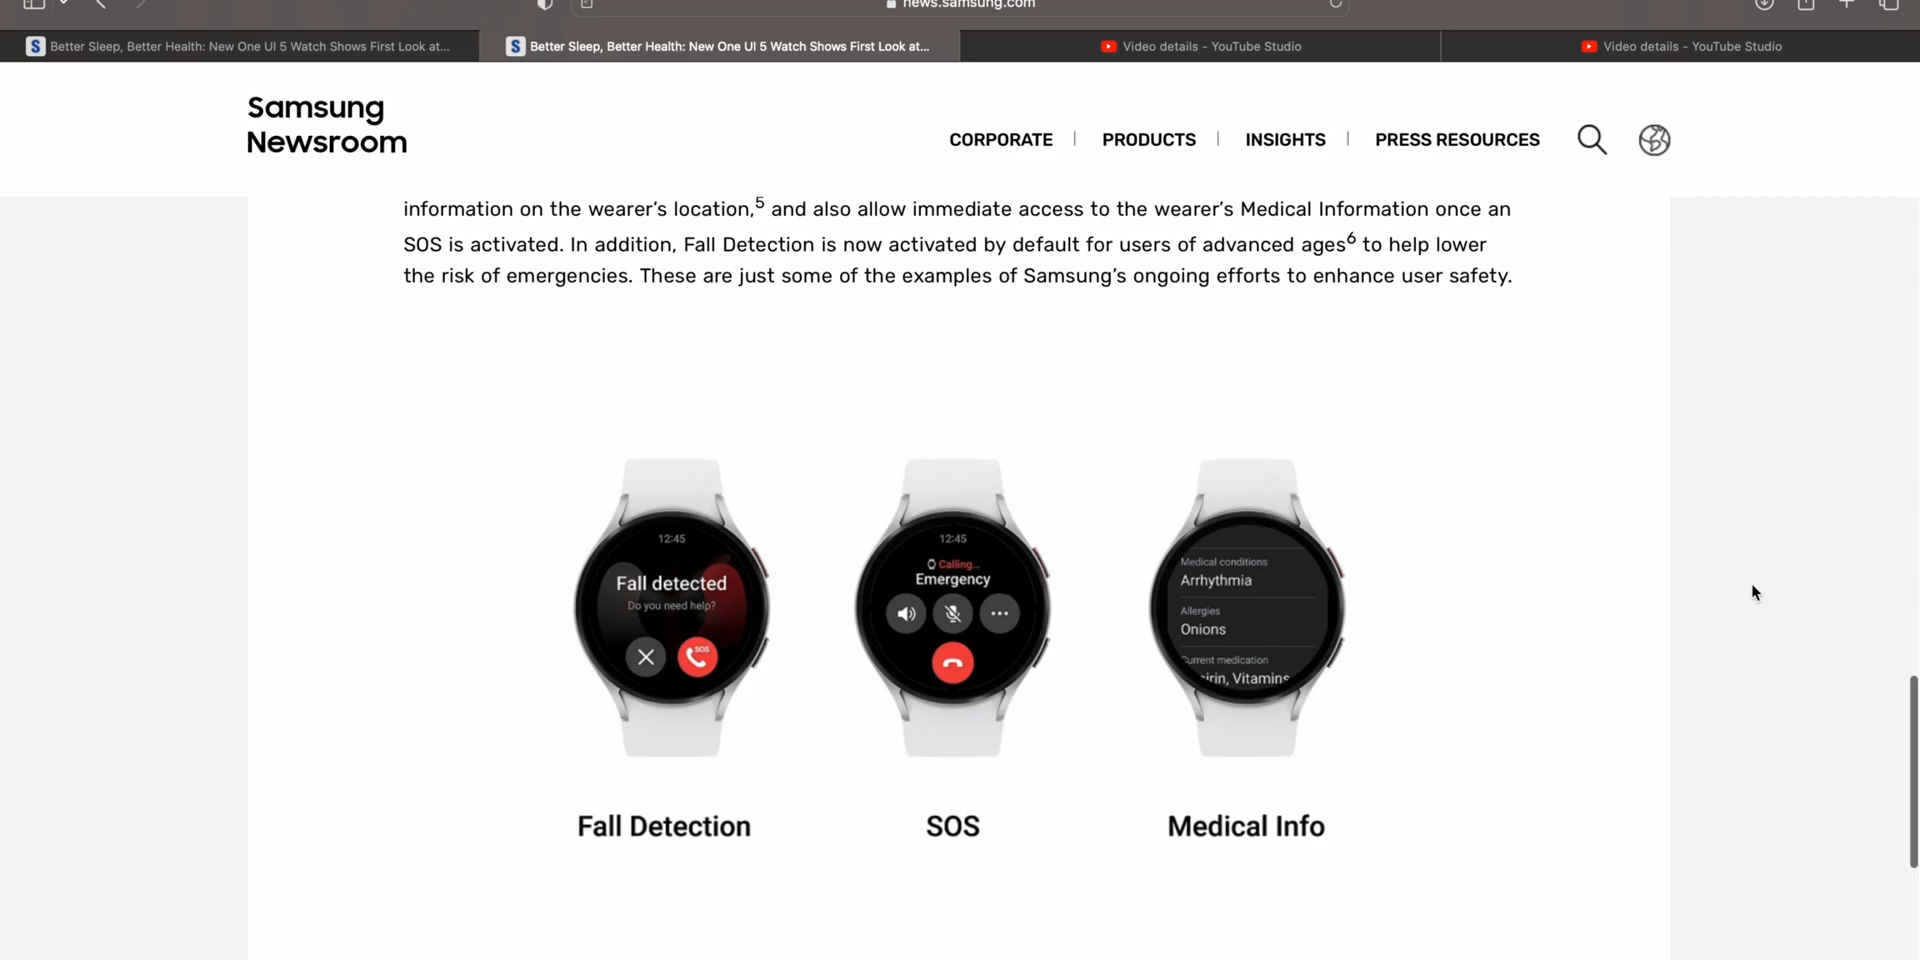 news.samsung.com
Better Sleep, Better Health: New One UI 5 Watch Shows First Look at...
Better Sleep, Better Health: New One UI 5 Watch Shows First Look at...
Video details - YouTube Studio
Video details - YouTube Studio
Samsung
Newsroom
CORPORATE | PRODUCTS | INSIGHTS | PRESS RESOURCES
information on the wearer's location,5 and also allow immediate access to the wearer's Medical Information once an
SOS is activated. In addition, Fall Detection is now activated by default for users of advanced ages6 to help lower
the risk of emergencies. These are just some of the examples of Samsung's ongoing efforts to enhance user safety.
12:45
Fall detected
Do you need help?
SOS
12:45
Calling...
Emergency
Medical conditions
Arrhythmia
Allergies
Onions
Current medication
Vitamins
Fall Detection
SOS
Medical Info